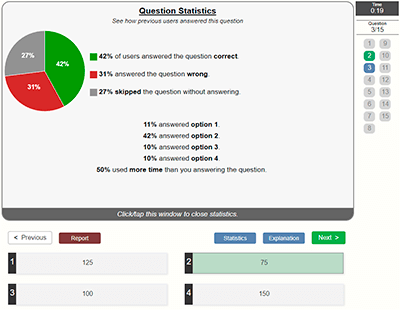 Question Statistics
See how previous users answered this question
27%
42%
31%
42% of users answered the question correct.
31% answered the question wrong.
27% skipped the question without answering.
11% answered option 1.
42% answered option 2.
10% answered option 3.
10% answered option 4.
50% used more time than you answering the question.
Click/tap this window to close statistics.
Time
0:19
Question
3/15
1 9
2 10
3 11
4 12
5 13
6 14
7 15
8
< Previous
Report
Statistics
Explanation
Next >
1 125
2 75
3 100
4 150